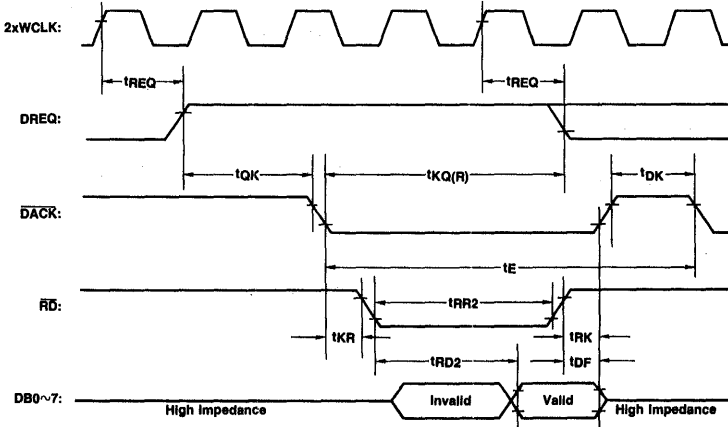 2xWCLK:
tREQ tREQ
DREQ:
tQK tKQ(R) tDK
DACK:
tE
RD:
tRR2
tKR tRK
tRD2 tDF
DB0~7:
Invalid Valid
High Impedance High Impedance